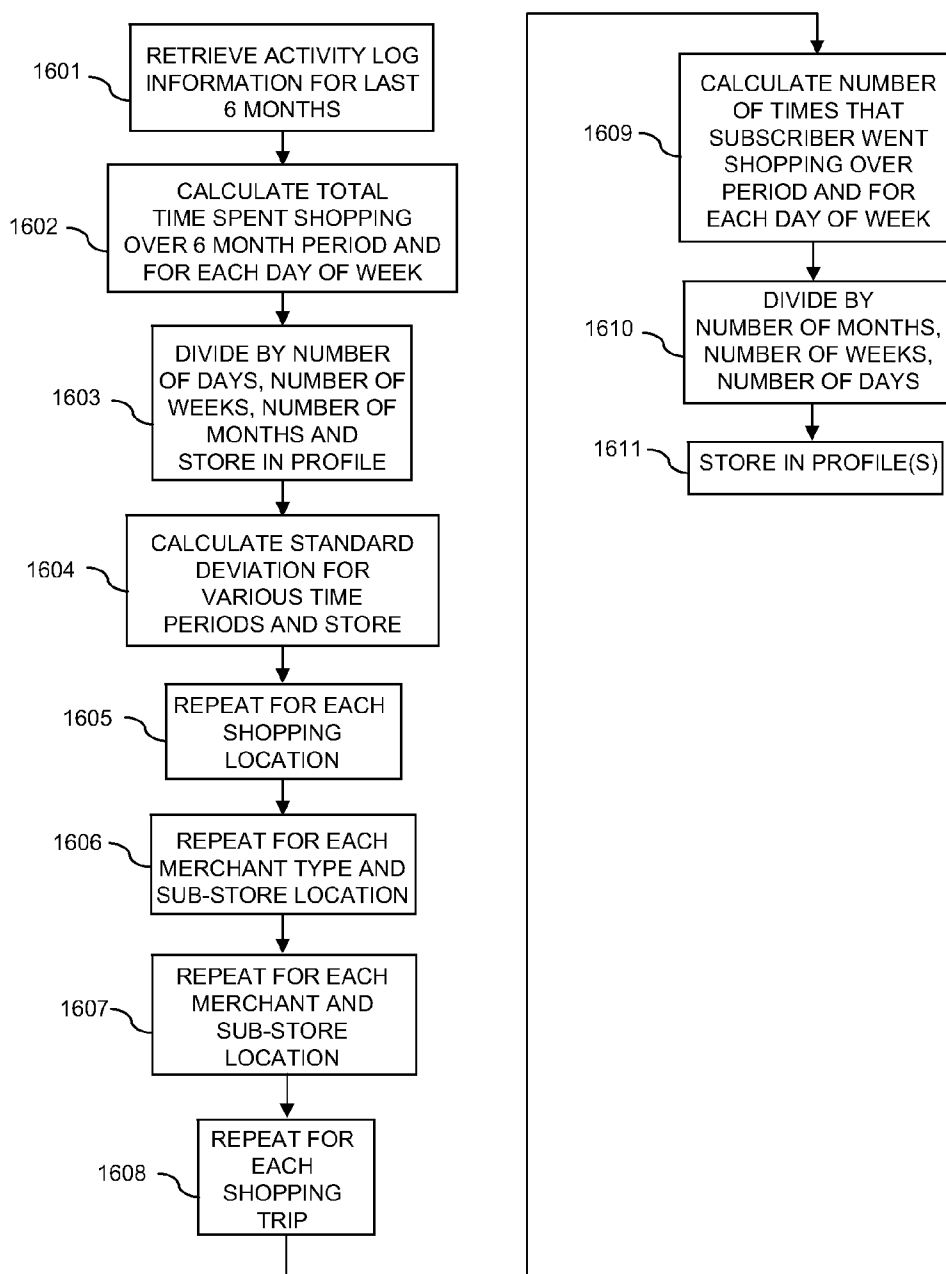 1601
RETRIEVE ACTIVITY LOG
INFORMATION FOR LAST
6 MONTHS
1602
CALCULATE TOTAL
TIME SPENT SHOPPING
OVER 6 MONTH PERIOD AND
FOR EACH DAY OF WEEK
1603
DIVIDE BY NUMBER
OF DAYS, NUMBER OF
WEEKS, NUMBER OF
MONTHS AND
STORE IN PROFILE
1604
CALCULATE STANDARD
DEVIATION FOR
VARIOUS TIME
PERIODS AND STORE
1605
REPEAT FOR EACH
SHOPPING
LOCATION
1606
REPEAT FOR EACH
MERCHANT TYPE AND
SUB-STORE LOCATION
1607
REPEAT FOR EACH
MERCHANT AND
SUB-STORE
LOCATION
1608
REPEAT FOR
EACH
SHOPPING
TRIP
1609
CALCULATE NUMBER
OF TIMES THAT
SUBSCRIBER WENT
SHOPPING OVER
PERIOD AND FOR
EACH DAY OF WEEK
1610
DIVIDE BY
NUMBER OF MONTHS,
NUMBER OF WEEKS,
NUMBER OF DAYS
1611
STORE IN PROFILE(S)